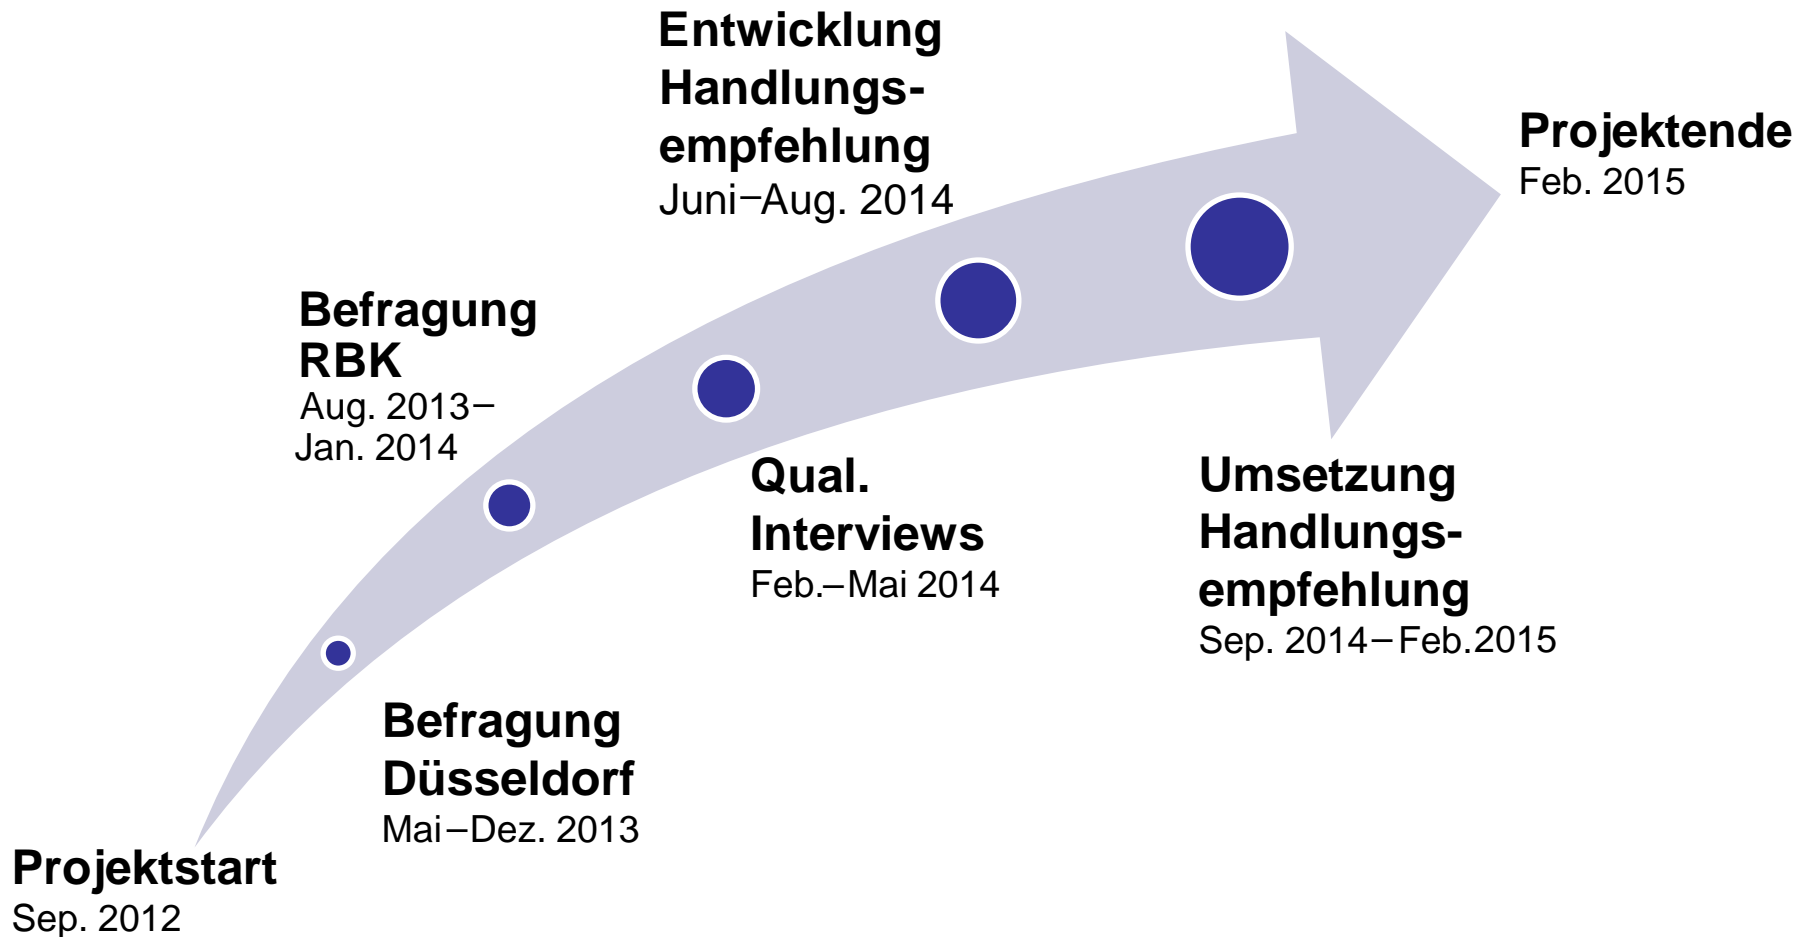 Entwicklung
Handlungs-
empfehlung
Juni–Aug. 2014
Projektende
Feb. 2015
Befragung
RBK
Aug. 2013–
Jan. 2014
Qual.
Interviews
Feb.–Mai 2014
Umsetzung
Handlungs-
empfehlung
Sep. 2014–Feb.2015
Befragung
Düsseldorf
Mai–Dez. 2013
Projektstart
Sep. 2012